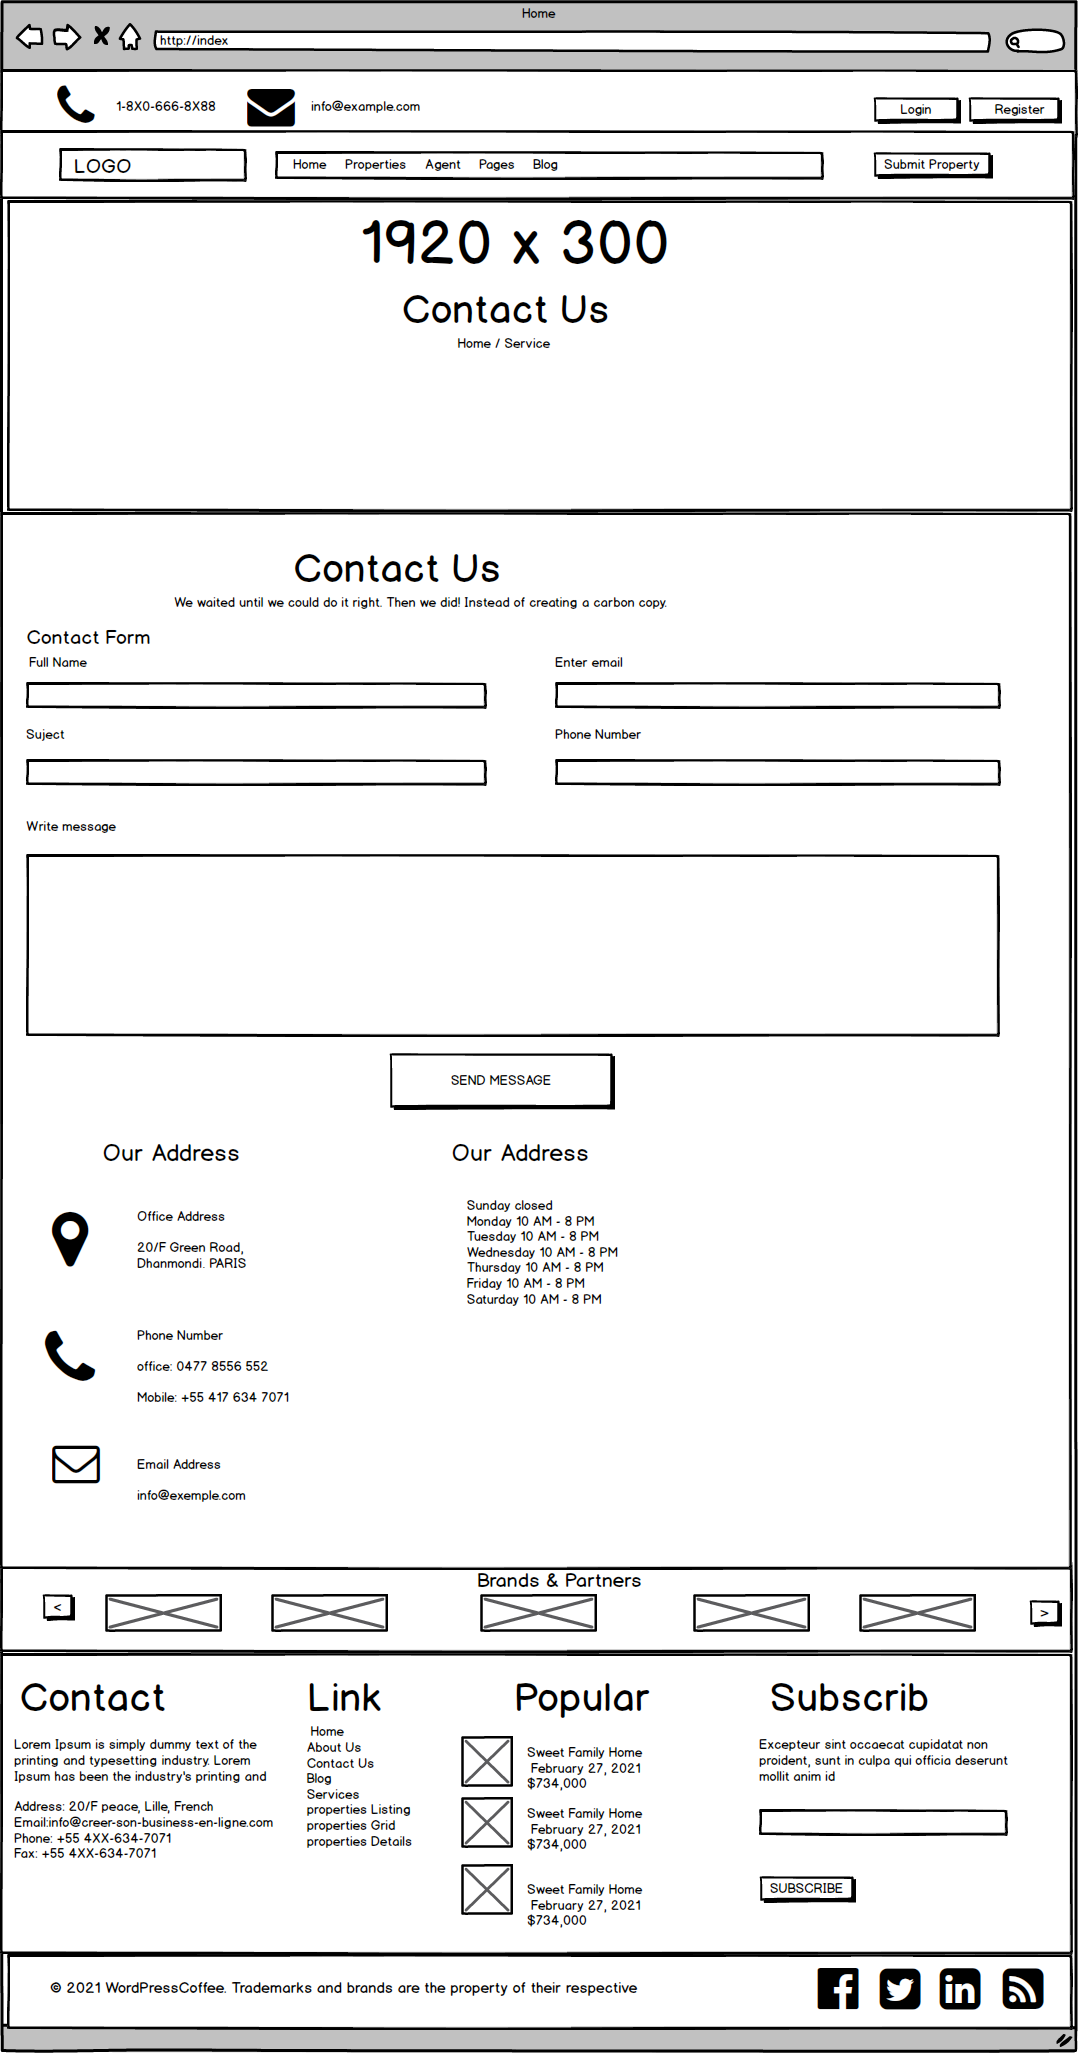 Home
http://index
1-8X0-666-8X88
info@example.com
Login
Register
LOGO
Home Properties Agent Pages Blog
Submit Property
1920 x 300
Contact Us
Home / Service
Contact Us
We waited until we could do it right. Then we did! Instead of creating a carbon copy.
Contact Form
Full Name
Enter email
Suject
Phone Number
Write message
SEND MESSAGE
Our Address
Office Address
20/F Green Road,
Dhanmondi. PARIS
Phone Number
office: 0477 8556 552
Mobile: +55 417 634 7071
Email Address
info@exemple.com
Our Address
Sunday closed
Monday 10 AM - 8 PM
Tuesday 10 AM - 8 PM
Wednesday 10 AM - 8 PM
Thursday 10 AM - 8 PM
Friday 10 AM - 8 PM
Saturday 10 AM - 8 PM
Brands & Partners
<
>
Contact
Lorem Ipsum is simply dummy text of the
printing and typesetting industry. Lorem
Ipsum has been the industry's printing and
Address: 20/F peace, Lille, French
Email:info@creer-son-business-en-ligne.com
Phone: +55 4XX-634-7071
Fax: +55 4XX-634-7071
Link
Home
About Us
Contact Us
Blog
Services
properties Listing
properties Grid
properties Details
Popular
Sweet Family Home
February 27, 2021
$734,000
Sweet Family Home
February 27, 2021
$734,000
Sweet Family Home
February 27, 2021
$734,000
Subscrib
Excepteur sint occaecat cupidatat non
proident, sunt in culpa qui officia deserunt
mollit anim id
SUBSCRIBE
© 2021 WordPressCoffee. Trademarks and brands are the property of their respective